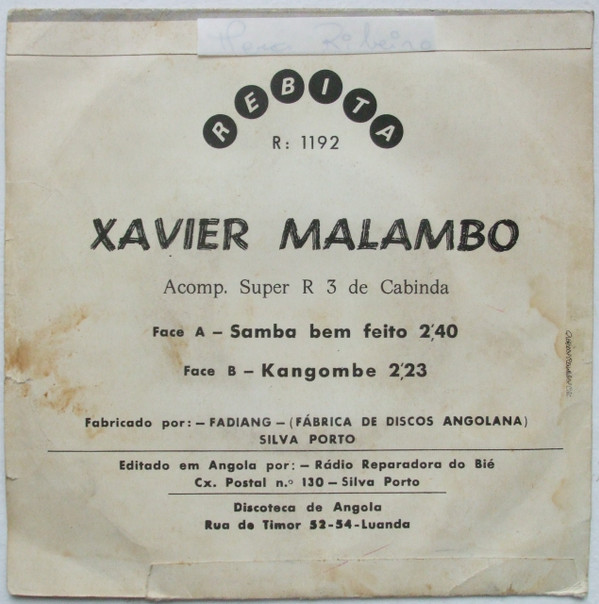 Ribeiro
REBITA
R: 1192
XAVIER MALAMBO
Acomp. Super R 3 de Cabinda
Face A – Samba bem feito 2',40
Face B – Kangombe 2',23
Fabricado por: – FADIANG – (FÁBRICA DE DISCOS ANGOLANA)
SILVA PORTO
Editado em Angola por: – Rádio Reparadora do Bié
Cx. Postal n.º 130 – Silva Porto
Discoteca de Angola
Rua de Timor 52-54-Luanda